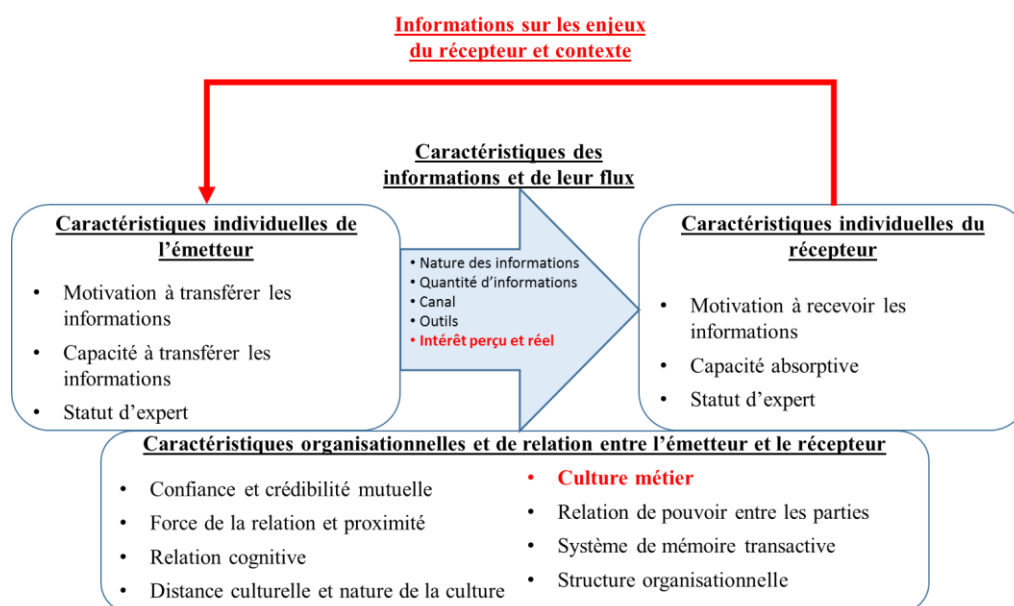 Informations sur les enjeux
du récepteur et contexte
Caractéristiques des
informations et de leur flux
Caractéristiques individuelles de
l’émetteur
• Motivation à transférer les
informations
• Capacité à transférer les
informations
• Statut d’expert
• Nature des informations
• Quantité d’informations
• Canal
• Outils
• Intérêt perçu et réel
Caractéristiques individuelles du
récepteur
• Motivation à recevoir les
informations
• Capacité absorptive
• Statut d’expert
Caractéristiques organisationnelles et de relation entre l’émetteur et le récepteur
• Confiance et crédibilité mutuelle
• Force de la relation et proximité
• Relation cognitive
• Distance culturelle et nature de la culture
• Culture métier
• Relation de pouvoir entre les parties
• Système de mémoire transactive
• Structure organisationnelle